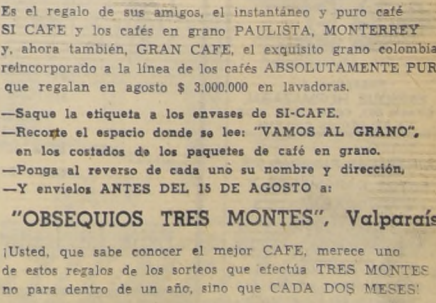 Es el regalo de sus amigos, el instantáneo y puro café
SI CAFE y los cafés en grano PAULISTA, MONTERREY
y, ahora también, GRAN CAFE, el exquisito grano colombia
reincorporado a la línea de los cafés ABSOLUTAMENTE PUR
que regalan en agosto $ 3.000.000 en lavadoras.
—Saque la etiqueta a los envases de SI-CAFE.
—Recorte el espacio donde se lee: "VAMOS AL GRANO",
en los costados de los paquetes de café en grano.
—Ponga al reverso de cada uno su nombre y dirección,
—Y envíelos ANTES DEL 15 DE AGOSTO a:
"OBSEQUIOS TRES MONTES", Valparaís
¡Usted, que sabe conocer el mejor CAFE, merece uno
de estos regalos de los sorteos que efectúa TRES MONTES
no para dentro de un año, sino que CADA DOS MESES!